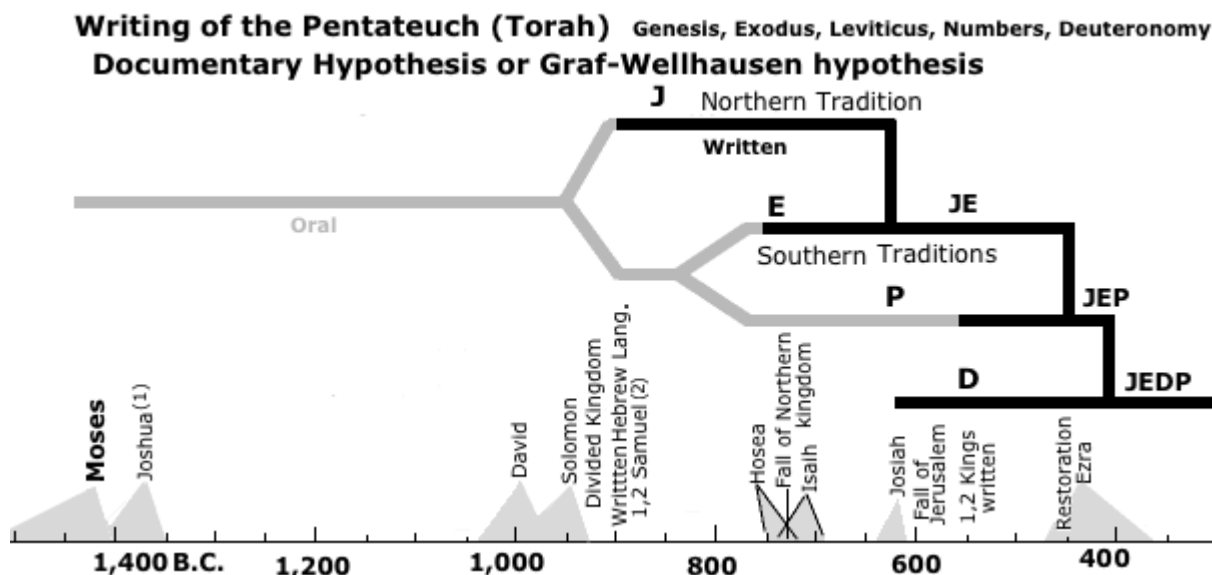 Writing of the Pentateuch (Torah) Genesis, Exodus, Leviticus, Numbers, Deuteronomy
Documentary Hypothesis or Graf-Wellhausen hypothesis
J Northern Tradition
Written
Oral
E JE
Southern Traditions
P JEP
D JEDP
Moses
Joshua (1)
David
Solomon
Divided Kingdom
Writtten Hebrew Lang.
1,2 Samuel (2)
Hosea
Fall of Northern
kingdom
Isaih
Josiah
Fall of
Jerusalem
1,2 Kings
written
Restoration
Ezra
1,400 B.C. 1,200 1,000 800 600 400